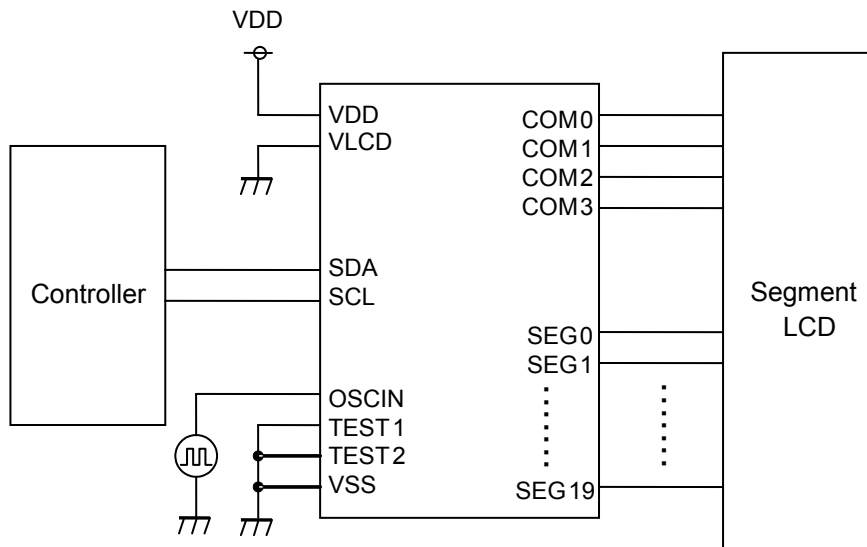 VDD
VDD
VLCD
COM0
COM1
COM2
COM3
Controller
SDA
SCL
Segment
LCD
SEG0
SEG1
OSCIN
TEST1
TEST2
VSS
SEG19